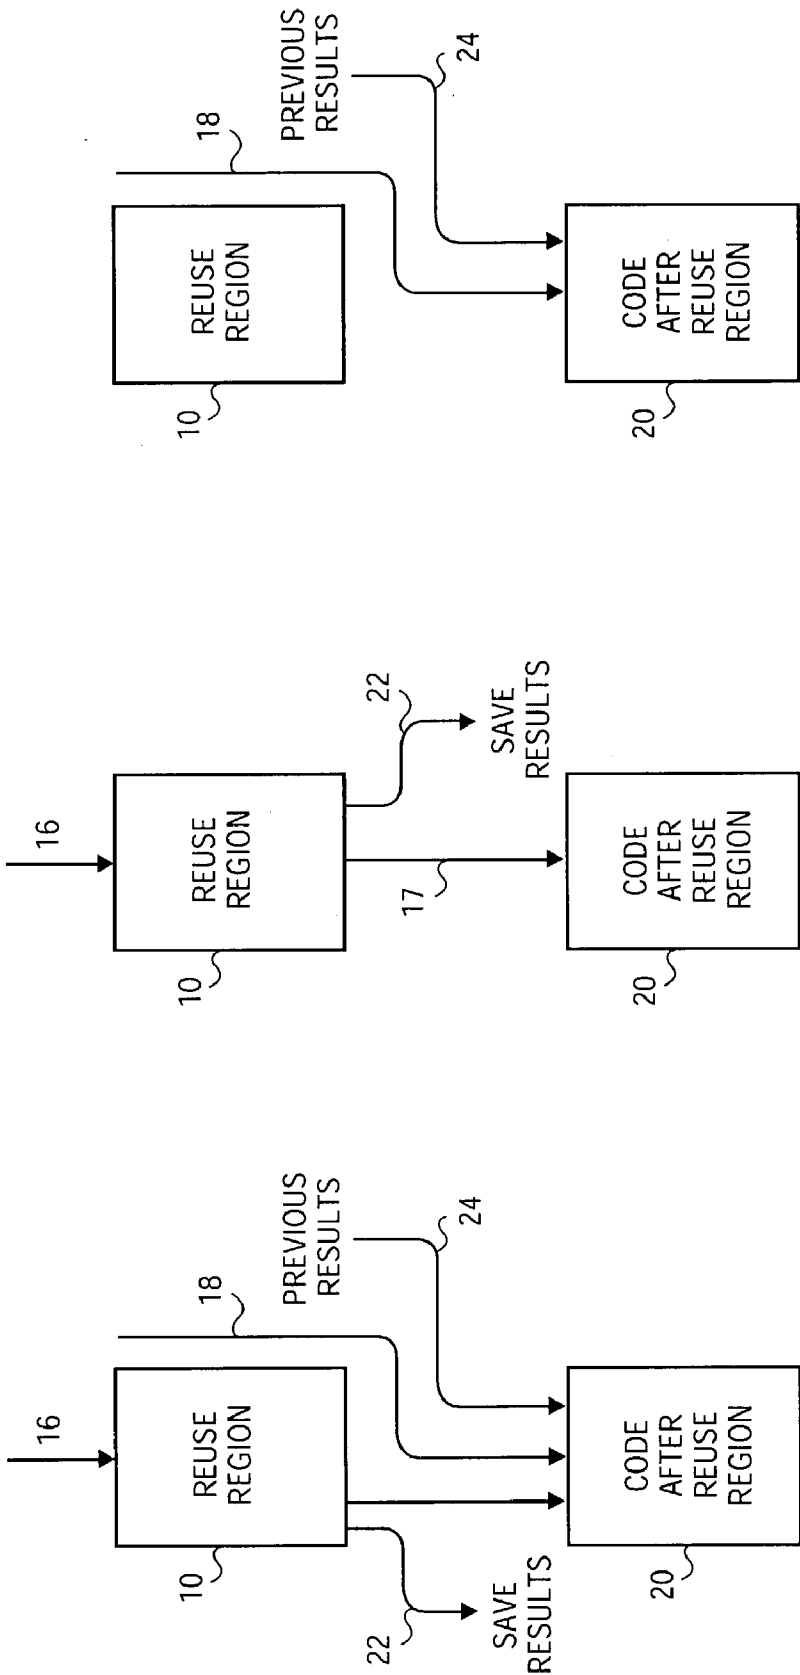 16
10
REUSE
REGION
18
PREVIOUS
RESULTS
22
24
SAVE
RESULTS
CODE
AFTER
REUSE
REGION
20
16
10
REUSE
REGION
22
17
SAVE
RESULTS
CODE
AFTER
REUSE
REGION
20
10
REUSE
REGION
18
PREVIOUS
RESULTS
24
CODE
AFTER
REUSE
REGION
20